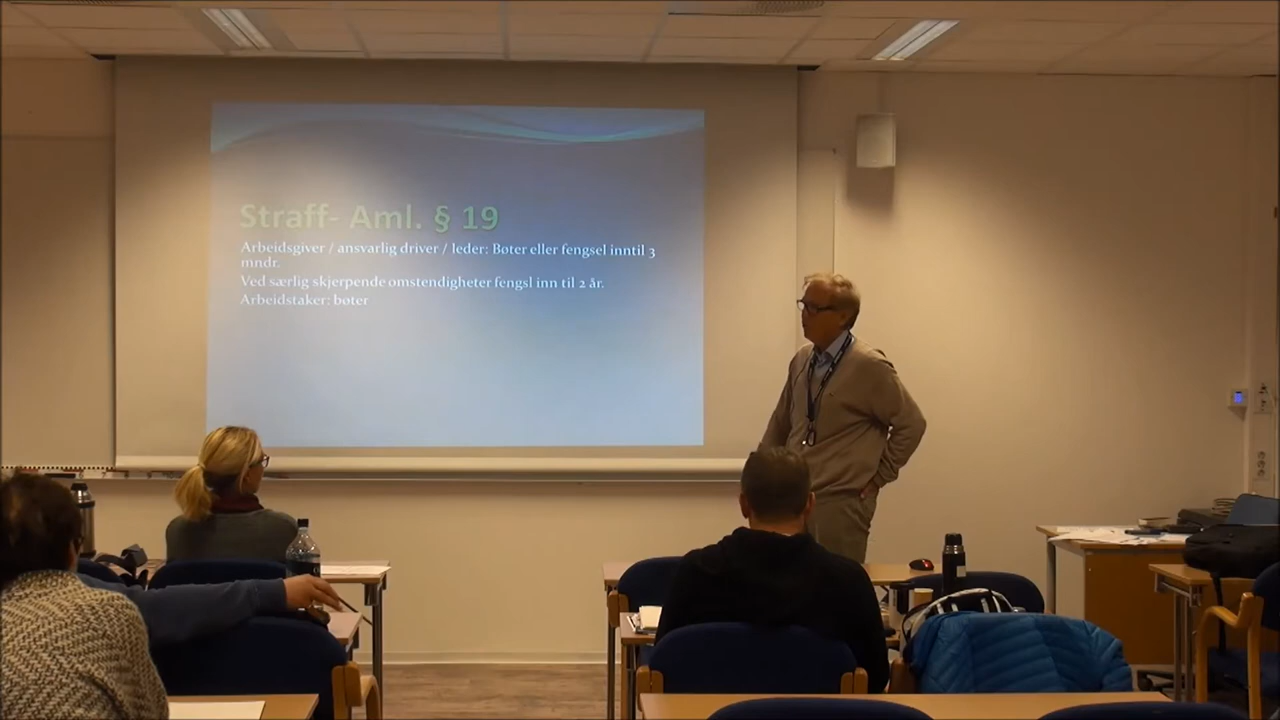 Straff- Aml. § 19
Arbeidsgiver / ansvarlig driver / leder: Bøter eller fengsel inntil 3
mndr.
Ved særlig skjerpende omstendigheter fengsl inn til 2 år.
Arbeidstaker: bøter